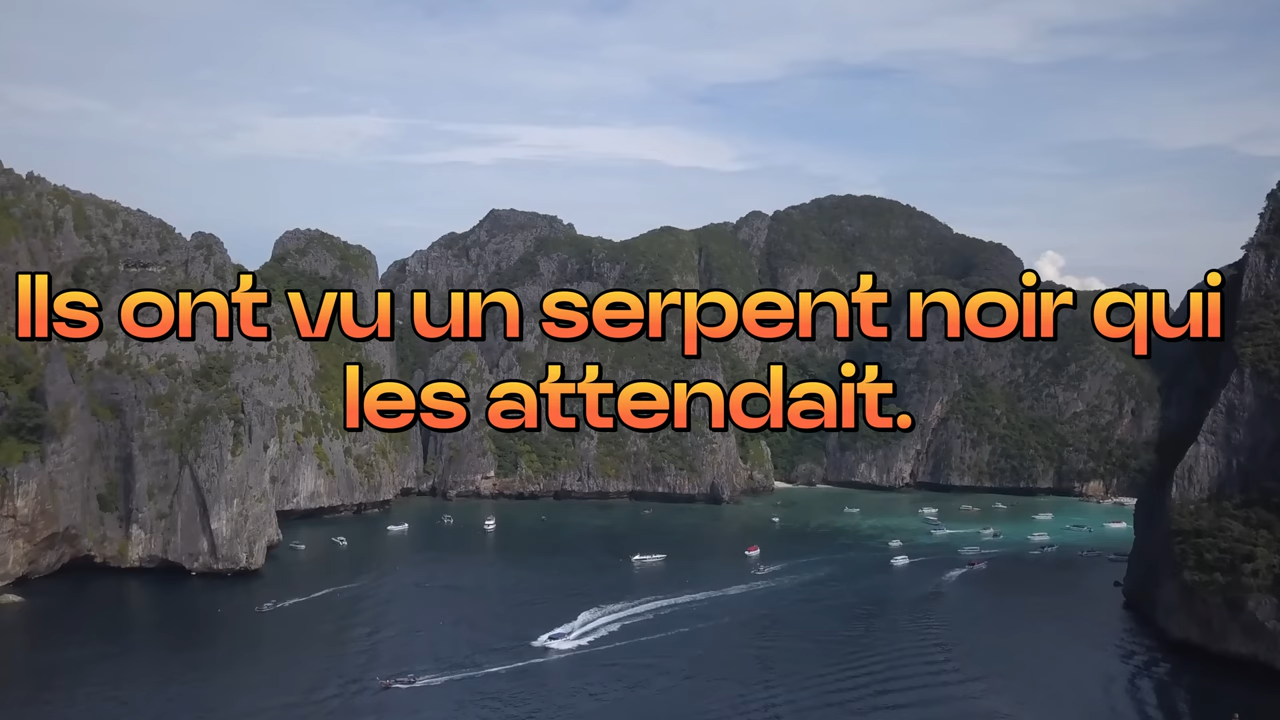 Ils ont vu un serpent noir qui
les attendait.